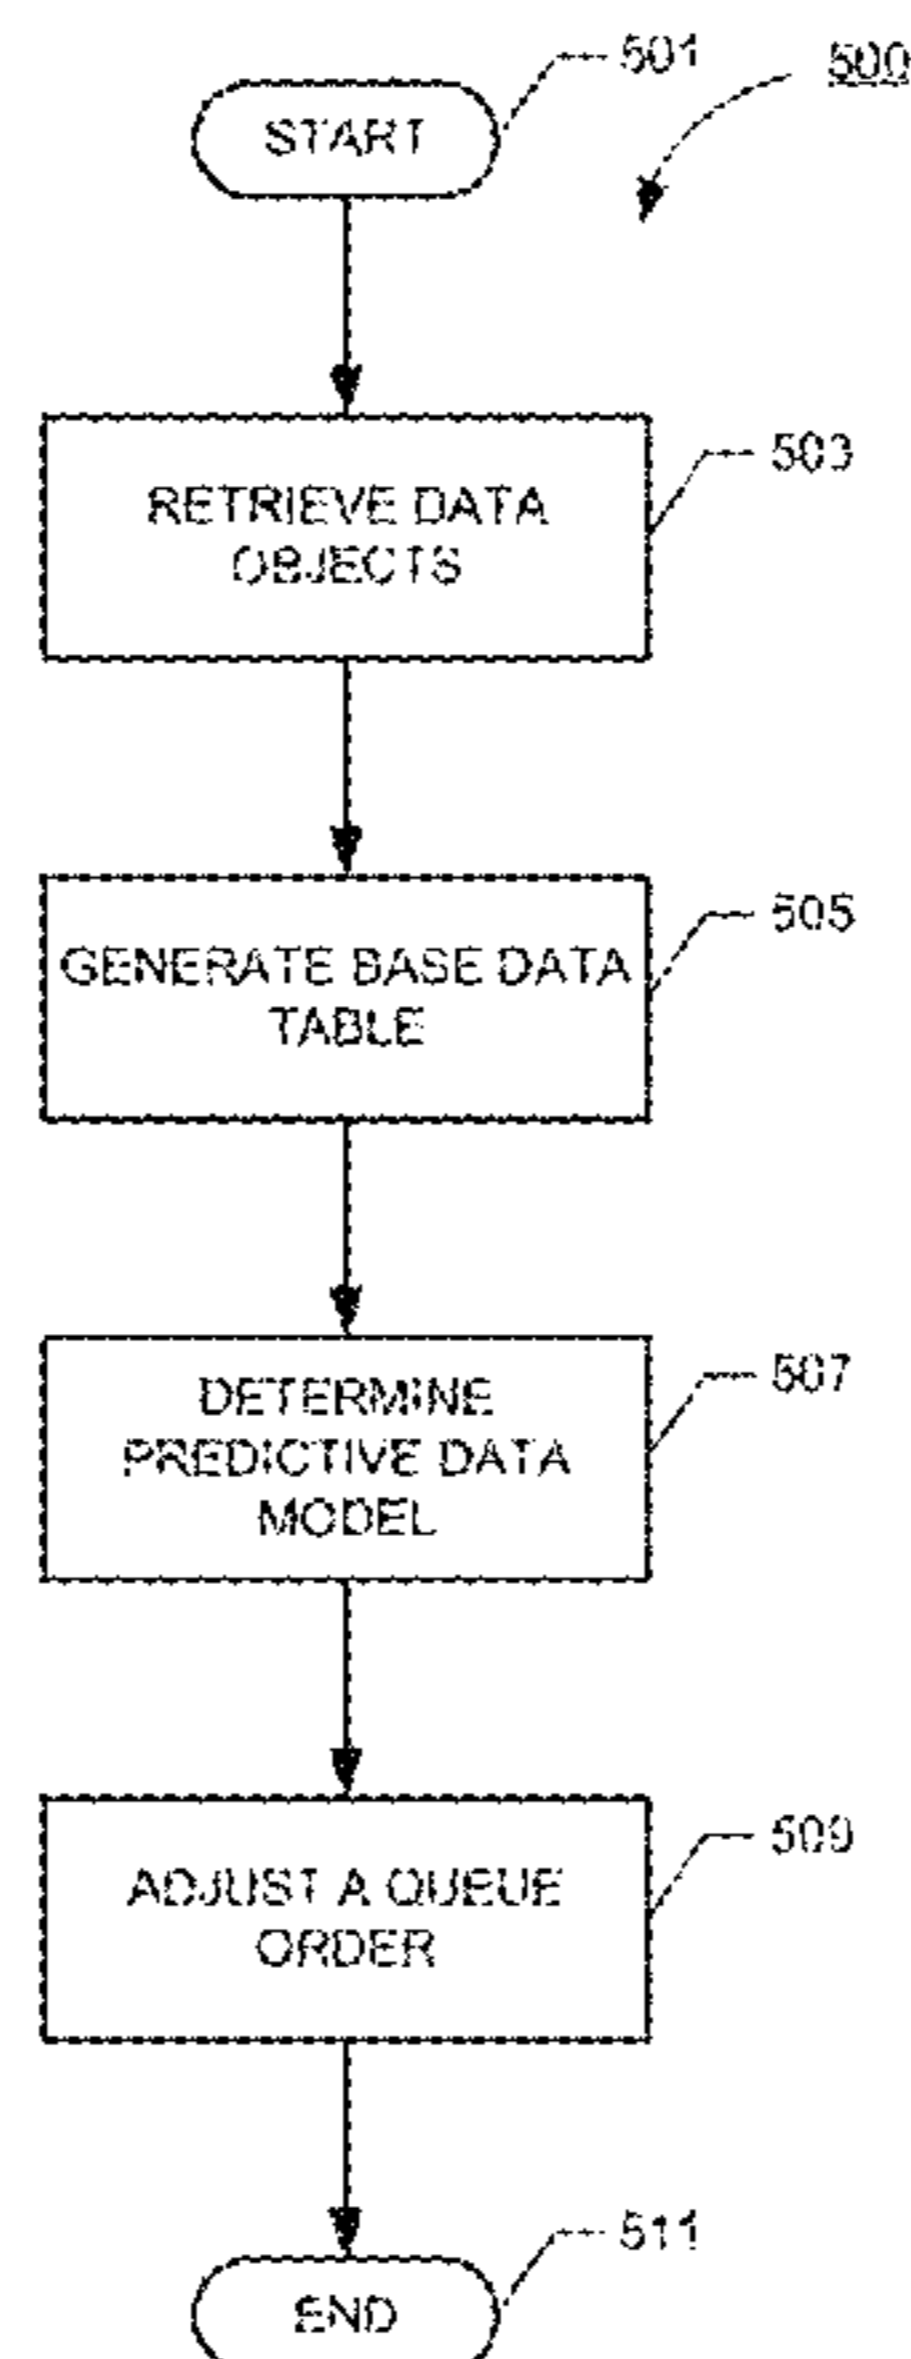 501
500
START
503
RETRIEVE DATA
OBJECTS
505
GENERATE BASE DATA
TABLE
507
DETERMINE
PREDICTIVE DATA
MODEL
509
ADJUST A QUEUE
ORDER
511
END